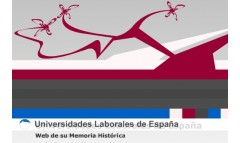 Universidades Laborales de España
Web de su Memoria Histórica